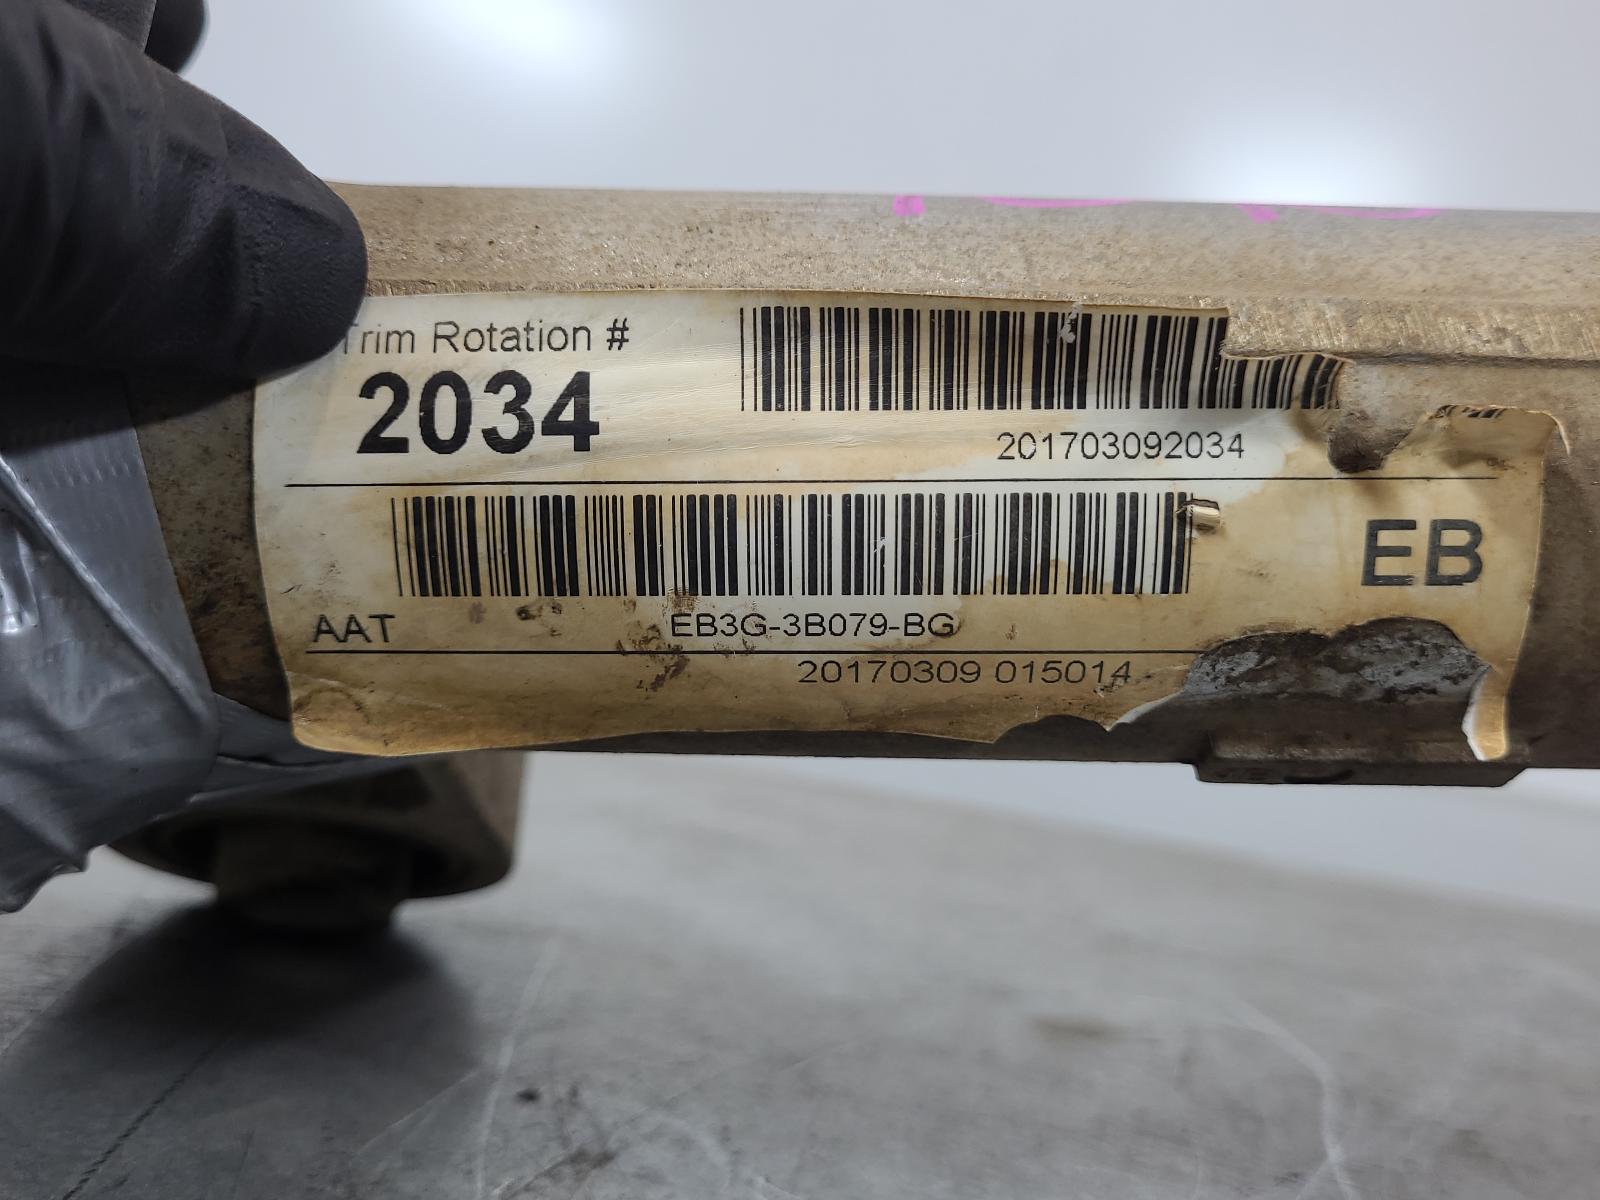 Trim Rotation #
2034
201703092034
EB
AAT EB3G-3B079-BG
20170309 015014